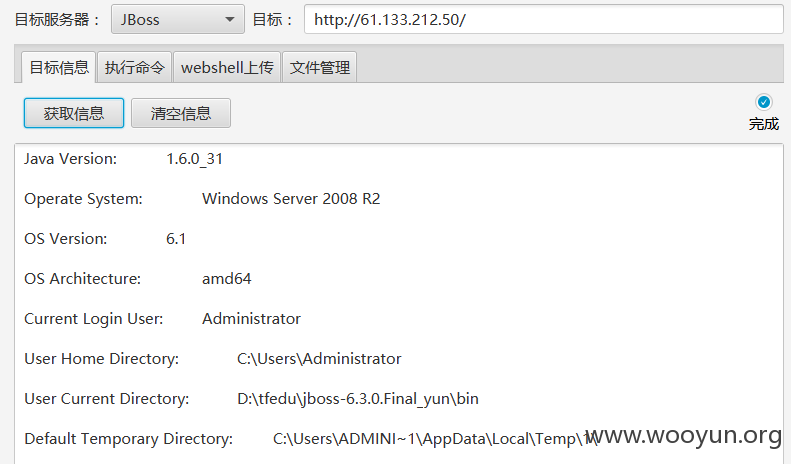 目标服务器： JBoss 目标： http://61.133.212.50/
目标信息 执行命令 webshell上传 文件管理
获取信息 清空信息 完成
Java Version: 1.6.0_31
Operate System: Windows Server 2008 R2
OS Version: 6.1
OS Architecture: amd64
Current Login User: Administrator
User Home Directory: C:\Users\Administrator
User Current Directory: D:\tfedu\jboss-6.3.0.Final_yun\bin
Default Temporary Directory: C:\Users\ADMINI~1\AppData\Local\Temp\1\
www.wooyun.org